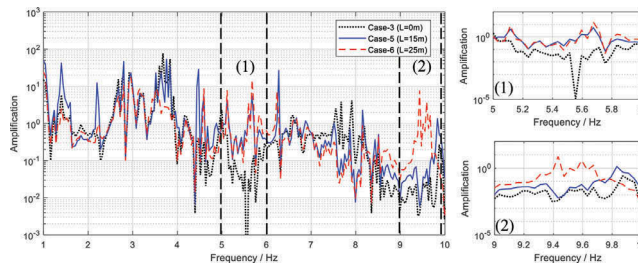 Amplification
10³
10²
10¹
10⁰
10⁻¹
10⁻²
10⁻³
1 2 3 4 5 6 7 8 9 10
Frequency / Hz
Case-3 (L=0m)
Case-5 (L=15m)
Case-6 (L=25m)
(1)
(2)
Amplification
10⁰
10⁻⁵
5 5.2 5.4 5.6 5.8
Frequency / Hz
(1)
Amplification
10⁰
10⁻⁵
9 9.2 9.4 9.6 9.8
Frequency / Hz
(2)